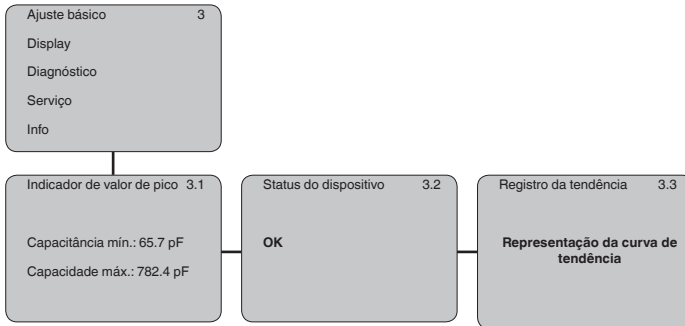 Ajuste básico 3
Display
Diagnóstico
Serviço
Info
Indicador de valor de pico 3.1
Capacitância mín.: 65.7 pF
Capacidade máx.: 782.4 pF
Status do dispositivo 3.2
OK
Registro da tendência 3.3
Representação da curva de
tendência